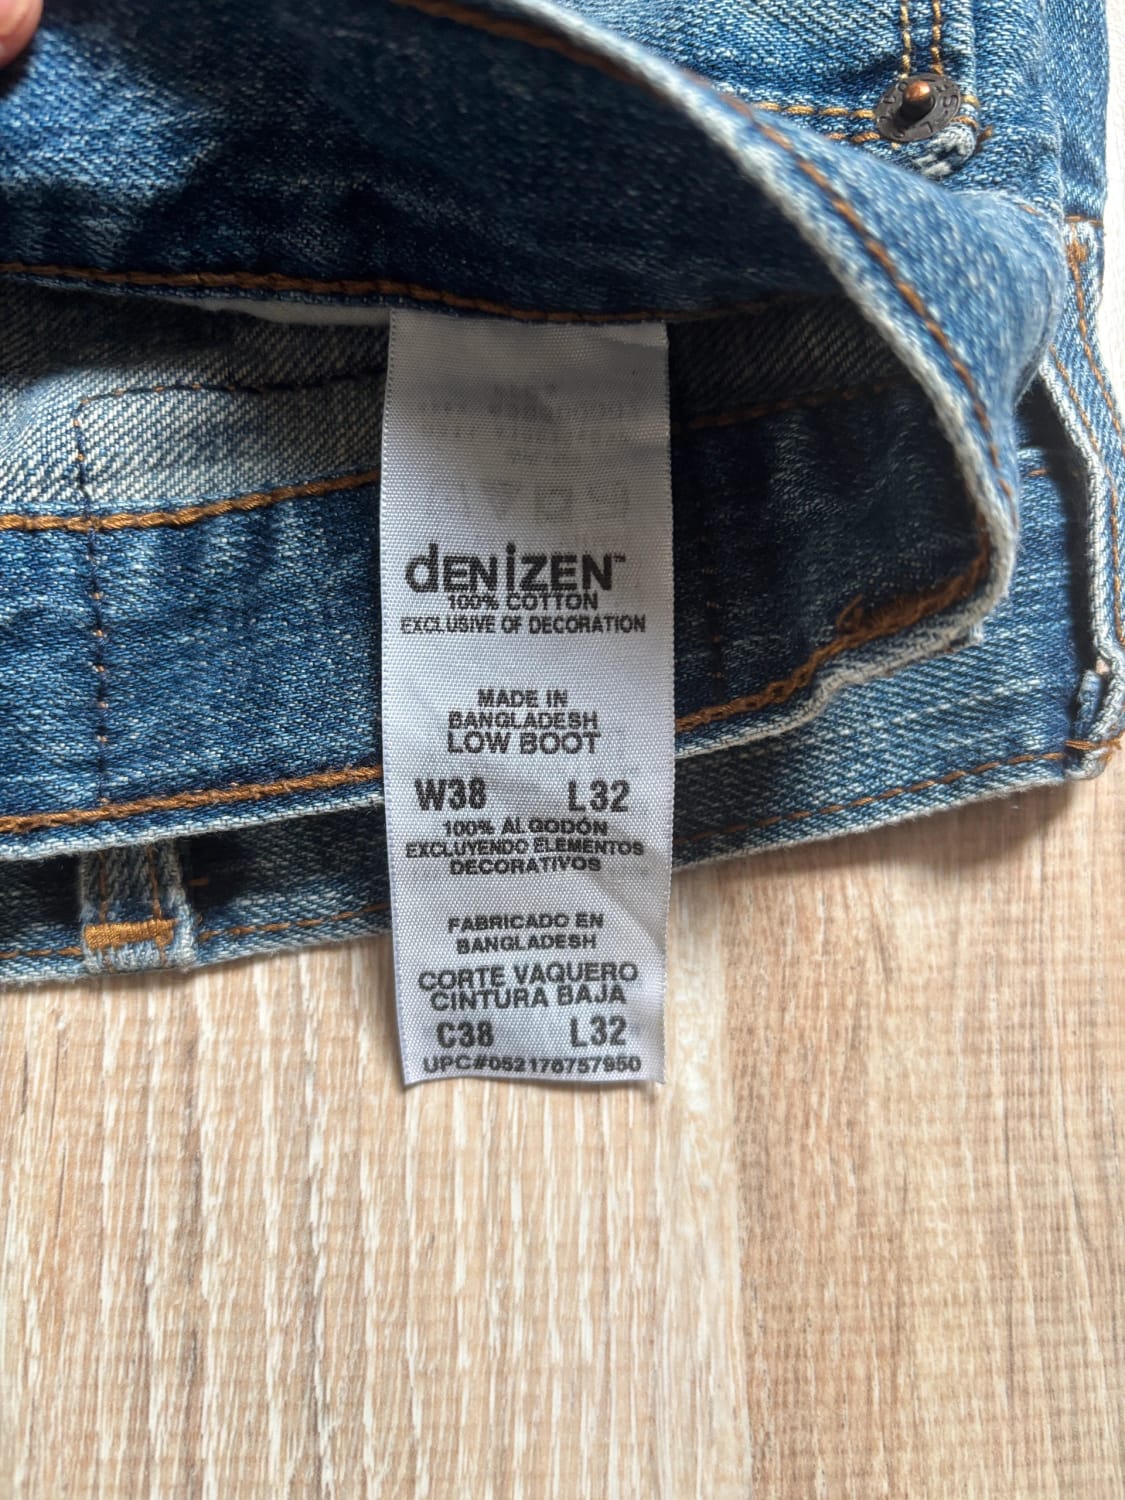 dENiZEN™
100% COTTON
EXCLUSIVE OF DECORATION
MADE IN
BANGLADESH
LOW BOOT
W38 L32
100% ALGODÓN
EXCLUYENDO ELEMENTOS
DECORATIVOS
FABRICADO EN
BANGLADESH
CORTE VAQUERO
CINTURA BAJA
C38 L32
UPC#052176757950